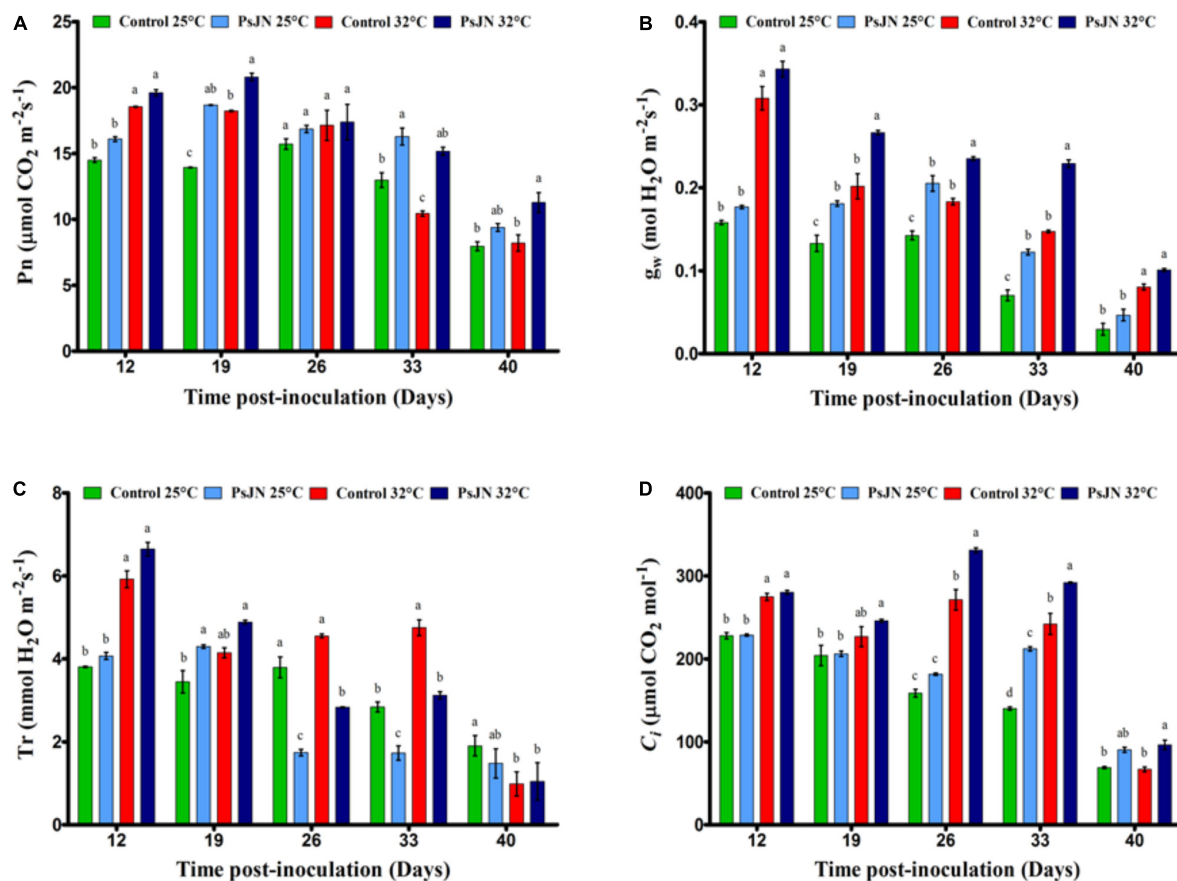 A
Control 25°C PsJN 25°C Control 32°C PsJN 32°C
25
20
15
10
5
0
Pn (µmol CO2 m-2s-1)
b b a a
c ab b a
a a a a
b a c ab
b ab b a
12 19 26 33 40
Time post-inoculation (Days)
B
Control 25°C PsJN 25°C Control 32°C PsJN 32°C
0.4
0.3
0.2
0.1
0.0
gw (mol H2O m-2s-1)
b b a a
c b b a
c b b a
c b b a
b b a a
12 19 26 33 40
Time post-inoculation (Days)
C
Control 25°C PsJN 25°C Control 32°C PsJN 32°C
8
6
4
2
0
Tr (mmol H2O m-2s-1)
b b a a
b a ab a
a c a b
b c a b
a ab b b
12 19 26 33 40
Time post-inoculation (Days)
D
Control 25°C PsJN 25°C Control 32°C PsJN 32°C
400
300
200
100
0
Ci (µmol CO2 mol-1)
b b a a
b b ab a
c c b a
d c b a
b ab b a
12 19 26 33 40
Time post-inoculation (Days)